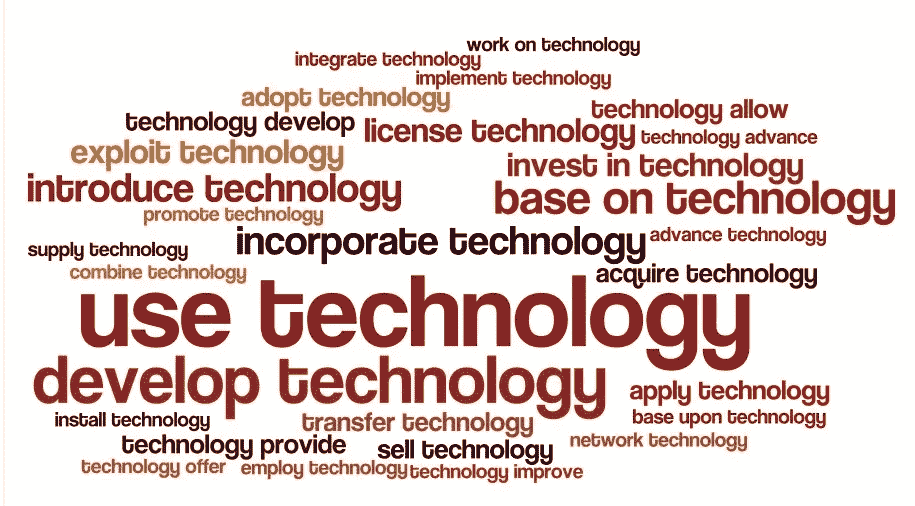 work on technology
integrate technology
implement technology
adopt technology
technology allow
technology develop
license technology
technology advance
exploit technology
invest in technology
introduce technology
base on technology
promote technology
incorporate technology
advance technology
supply technology
combine technology
acquire technology
use technology
develop technology
apply technology
install technology
transfer technology
base upon technology
technology provide
sell technology
network technology
technology offer
employ technology
technology improve